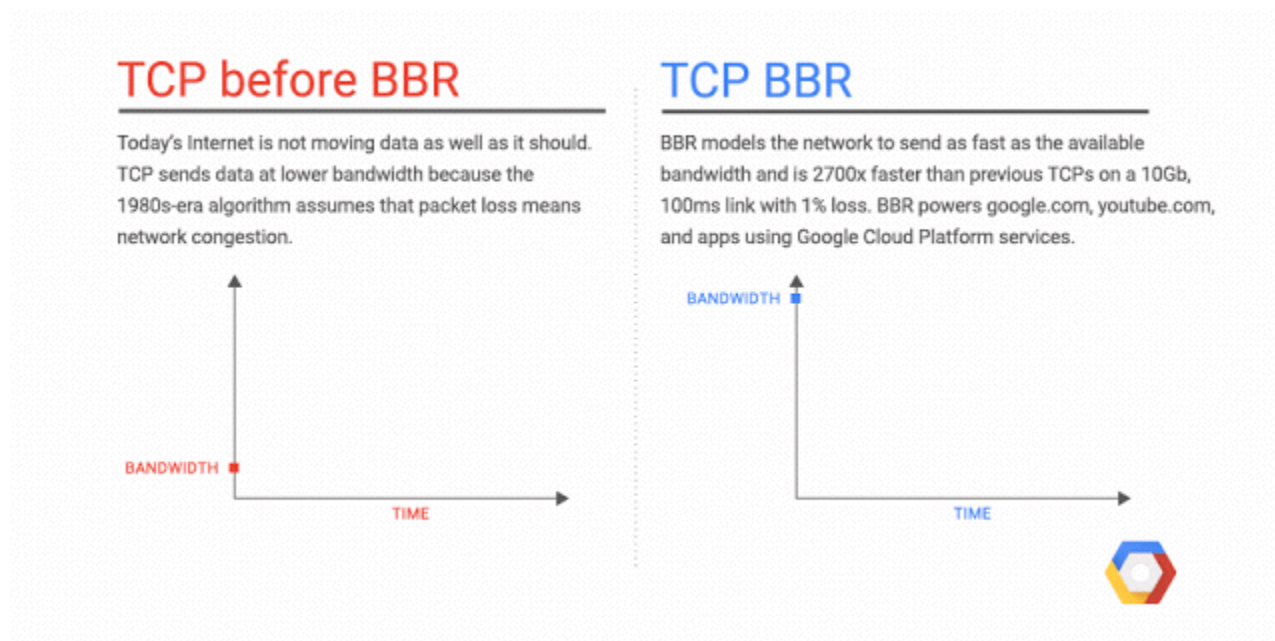 TCP before BBR
Today's Internet is not moving data as well as it should.
TCP sends data at lower bandwidth because the
1980s-era algorithm assumes that packet loss means
network congestion.
BANDWIDTH
TIME
TCP BBR
BBR models the network to send as fast as the available
bandwidth and is 2700x faster than previous TCPs on a 10Gb,
100ms link with 1% loss. BBR powers google.com, youtube.com,
and apps using Google Cloud Platform services.
BANDWIDTH
TIME